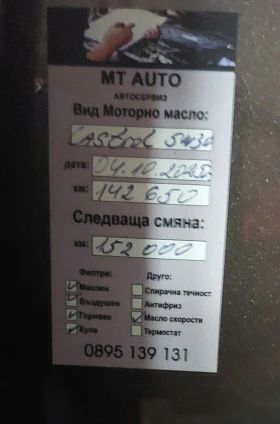 MT AUTO
АВТОСЕРВИЗ
Вид Моторно масло:
Castrol 5w30
дата: 04.10.2025г
км: 142 650
Следваща смяна:
км: 152 000
Филтри: Друго:
Маслен Спирачна течност
Въздушен Антифриз
Горивен Масло скорости
Купе Термостат
0895 139 131